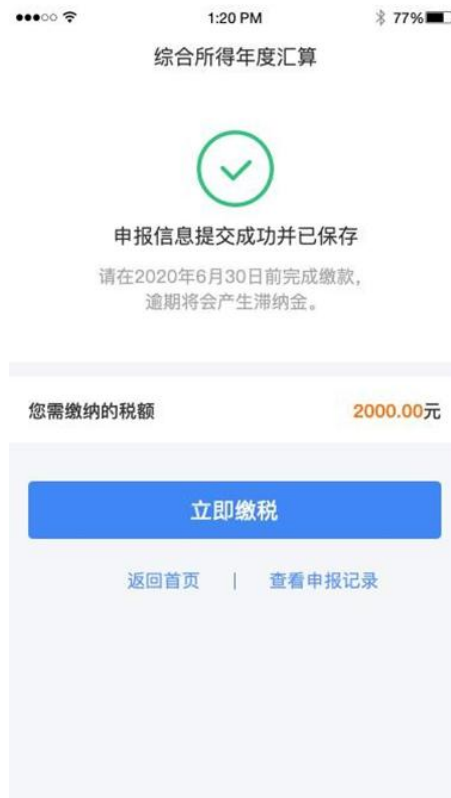 1:20 PM
77%
综合所得年度汇算
申报信息提交成功并已保存
请在2020年6月30日前完成缴款，
逾期将会产生滞纳金。
您需缴纳的税额 2000.00元
立即缴税
返回首页 | 查看申报记录